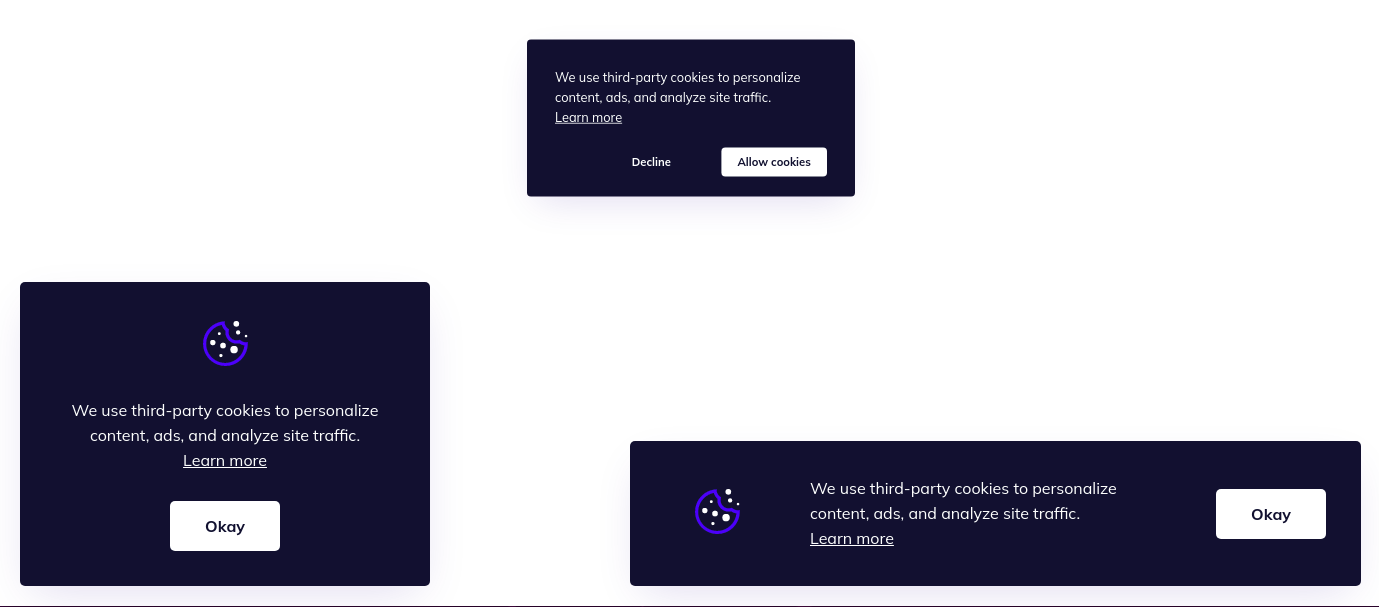 We use third-party cookies to personalize
content, ads, and analyze site traffic.
Learn more
Decline
Allow cookies
We use third-party cookies to personalize
content, ads, and analyze site traffic.
Learn more
Okay
We use third-party cookies to personalize
content, ads, and analyze site traffic.
Learn more
Okay